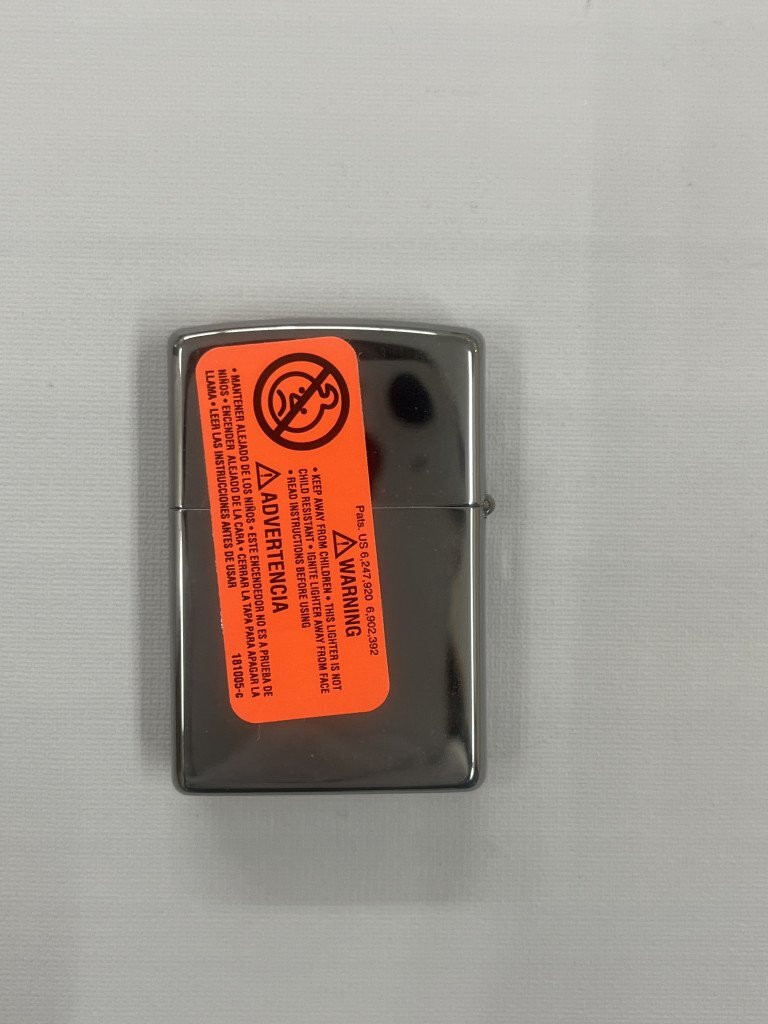 Pats. US 6,247,920 6,902,392
⚠WARNING
• KEEP AWAY FROM CHILDREN • THIS LIGHTER IS NOT
CHILD RESISTANT • IGNITE LIGHTER AWAY FROM FACE
• READ INSTRUCTIONS BEFORE USING
⚠ADVERTENCIA
• MANTENER ALEJADO DE LOS NIÑOS • ESTE ENCENDEDOR NO ES A PRUEBA DE
NIÑOS • ENCENDER ALEJADO DE LA CARA • CERRAR LA TAPA PARA APAGAR LA
LLAMA • LEER LAS INSTRUCCIONES ANTES DE USAR
181005-G